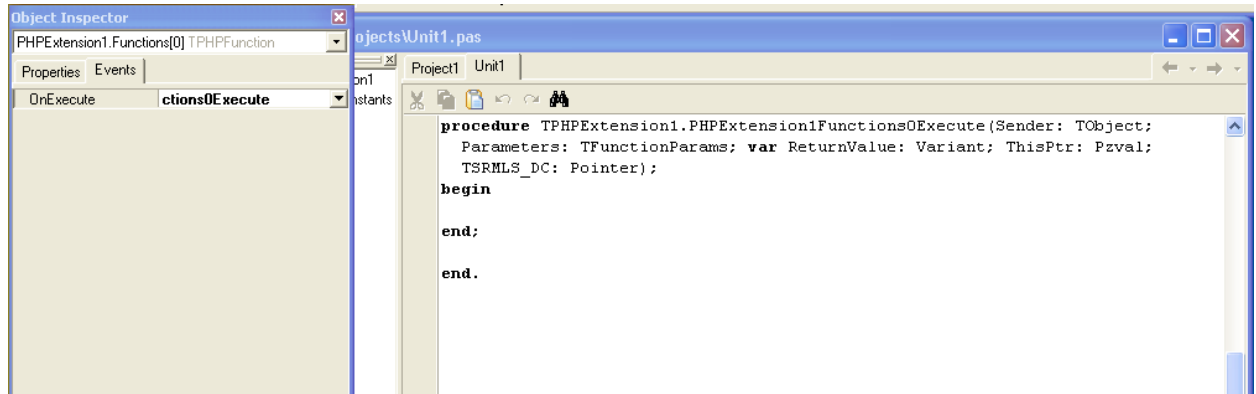 Object Inspector
PHPExtension1.Functions[0] TPHPFunction
Properties Events
OnExecute ctions0Execute
ojects\Unit1.pas
on1
nstants
Project1 Unit1
procedure TPHPExtension1.PHPExtension1Functions0Execute(Sender: TObject;
Parameters: TFunctionParams; var ReturnValue: Variant; ThisPtr: Pzval;
TSRMLS_DC: Pointer);
begin
end;
end.